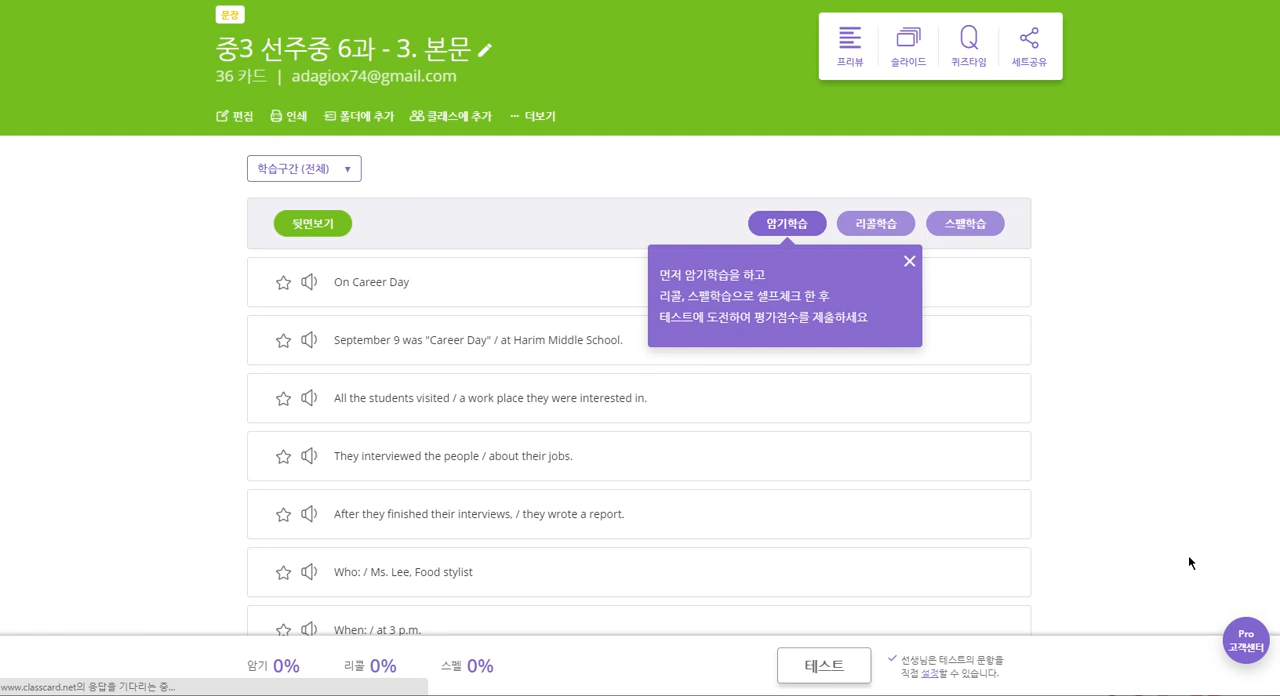 문장
중3 선주중 6과 - 3. 본문
36 카드 | adagiox74@gmail.com
편집 인쇄 폴더에 추가 클래스에 추가 ··· 더보기
프리뷰 슬라이드 퀴즈타임 세트공유
학습구간 (전체) ▼
뒷면보기 암기학습 리콜학습 스펠학습
먼저 암기학습을 하고
리콜, 스펠학습으로 셀프체크 한 후
테스트에 도전하여 평가점수를 제출하세요
On Career Day
September 9 was "Career Day" / at Harim Middle School.
All the students visited / a work place they were interested in.
They interviewed the people / about their jobs.
After they finished their interviews, / they wrote a report.
Who: / Ms. Lee, Food stylist
When: / at 3 p.m.
Pro
고객센터
암기 0% 리콜 0% 스펠 0%
테스트
선생님은 테스트의 문항을
직접 설정할 수 있습니다.
www.classcard.net의 응답을 기다리는 중...